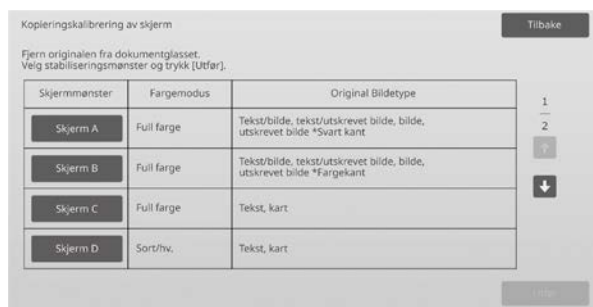 Kopieringskalibrering av skjerm
Tilbake
Fjern originalen fra dokumentglasset.
Velg stabiliseringsmønster og trykk [Utfør].
Skjermmønster Fargemodus Original Bildetype
Skjerm A Full farge Tekst/bilde, tekst/utskrevet bilde, bilde,
utskrevet bilde *Svart kant
Skjerm B Full farge Tekst/bilde, tekst/utskrevet bilde, bilde,
utskrevet bilde *Fargekant
Skjerm C Full farge Tekst, kart
Skjerm D Sort/hv. Tekst, kart
1
2